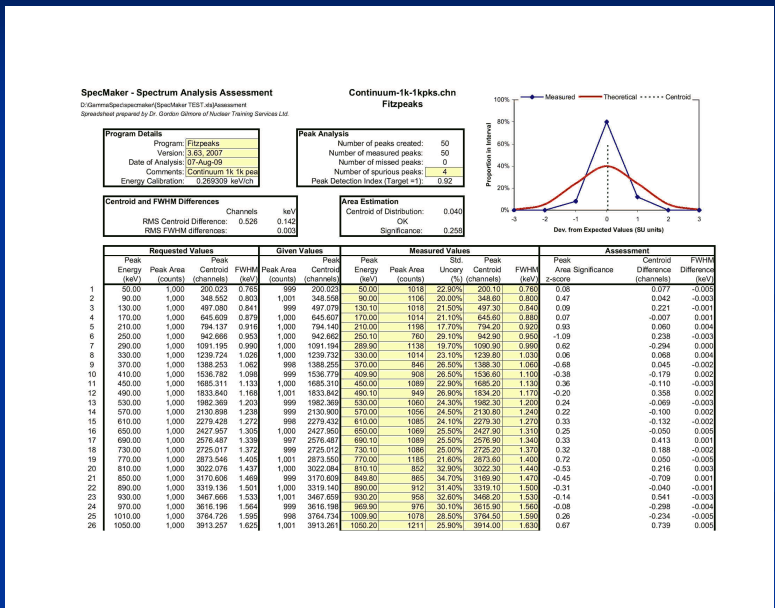 SpecMaker - Spectrum Analysis Assessment
D:\GammaSpec\specmaker\[SpecMaker TEST.xls]Assessment
Spreadsheet prepared by Dr. Gordon Gilmore of Nuclear Training Services Ltd.
Continuum-1k-1kpks.chn
Fitzpeaks
Program Details
Program: Fitzpeaks
Version: 3.63, 2007
Date of Analysis: 07-Aug-09
Comments: Continuum 1k 1k pea
Energy Calibration: 0.269309 keV/ch
Peak Analysis
Number of peaks created: 50
Number of measured peaks: 50
Number of missed peaks: 0
Number of spurious peaks: 4
Peak Detection Index (Target =1): 0.92
Centroid and FWHM Differences
Channels keV
RMS Centroid Difference: 0.526 0.142
RMS FWHM differences: 0.003
Area Estimation
Centroid of Distribution: 0.040
OK
Significance: 0.258
Measured Theoretical Centroid
Proportion in Interval
100%
80%
60%
40%
20%
0%
-3 -2 -1 0 1 2 3
Dev. from Expected Values (SU units)
Requested Values Given Values Measured Values Assessment
Peak Peak Peak Peak Std. Peak Peak Centroid FWHM
Energy Peak Area Centroid FWHM Peak Area Centroid Energy Peak Area Uncery Centroid FWHM Area Significance Difference Difference
(keV) (counts) (channels) (keV) (counts) (channels) (keV) (counts) (%) (channels) (keV) z-score (channels) (keV)
1 50.00 1,000 200.023 0.765 999 200.023 50.00 1018 22.90% 200.10 0.760 0.08 0.077 -0.005
2 90.00 1,000 348.552 0.803 1,001 348.558 90.00 1106 20.00% 348.60 0.800 0.47 0.042 -0.003
3 130.00 1,000 497.080 0.841 999 497.079 130.10 1018 21.50% 497.30 0.840 0.09 0.221 -0.001
4 170.00 1,000 645.609 0.879 1,000 645.607 170.00 1014 21.10% 645.60 0.880 0.07 -0.007 0.001
5 210.00 1,000 794.137 0.916 1,000 794.140 210.00 1198 17.70% 794.20 0.920 0.93 0.060 0.004
6 250.00 1,000 942.666 0.953 1,000 942.662 250.10 760 29.10% 942.90 0.950 -1.09 0.238 -0.003
7 290.00 1,000 1091.195 0.990 1,000 1091.194 289.90 1138 19.70% 1090.90 0.990 0.62 -0.294 0.000
8 330.00 1,000 1239.724 1.026 1,000 1239.732 330.00 1014 23.10% 1239.80 1.030 0.06 0.068 0.004
9 370.00 1,000 1388.253 1.062 998 1388.255 370.00 846 26.50% 1388.30 1.060 -0.68 0.045 -0.002
10 410.00 1,000 1536.782 1.098 999 1536.779 409.90 908 26.50% 1536.60 1.100 -0.38 -0.179 0.002
11 450.00 1,000 1685.311 1.133 1,000 1685.310 450.00 1089 22.90% 1685.20 1.130 0.36 -0.110 -0.003
12 490.00 1,000 1833.840 1.168 1,001 1833.842 490.10 949 26.90% 1834.20 1.170 -0.20 0.358 0.002
13 530.00 1,000 1982.369 1.203 999 1982.369 530.00 1060 24.30% 1982.30 1.200 0.24 -0.069 -0.003
14 570.00 1,000 2130.898 1.238 999 2130.900 570.00 1056 24.50% 2130.80 1.240 0.22 -0.100 0.002
15 610.00 1,000 2279.428 1.272 998 2279.432 610.00 1085 24.10% 2279.30 1.270 0.33 -0.132 -0.002
16 650.00 1,000 2427.957 1.305 1,000 2427.950 650.00 1069 25.50% 2427.90 1.310 0.25 -0.050 0.005
17 690.00 1,000 2576.487 1.339 997 2576.487 690.10 1089 25.50% 2576.90 1.340 0.33 0.413 0.001
18 730.00 1,000 2725.017 1.372 999 2725.012 730.10 1086 25.00% 2725.20 1.370 0.32 0.188 -0.002
19 770.00 1,000 2873.546 1.405 1,001 2873.550 770.00 1185 21.60% 2873.60 1.400 0.72 0.050 -0.005
20 810.00 1,000 3022.076 1.437 1,000 3022.084 810.10 852 32.90% 3022.30 1.440 -0.53 0.216 0.003
21 850.00 1,000 3170.606 1.469 999 3170.609 849.80 865 34.70% 3169.90 1.470 -0.45 -0.709 0.001
22 890.00 1,000 3319.136 1.501 1,000 3319.140 890.00 912 31.40% 3319.10 1.500 -0.31 -0.040 -0.001
23 930.00 1,000 3467.666 1.533 1,001 3467.659 930.20 958 32.60% 3468.20 1.530 -0.14 0.541 -0.003
24 970.00 1,000 3616.196 1.564 999 3616.198 969.90 976 30.10% 3615.90 1.560 -0.08 -0.298 -0.004
25 1010.00 1,000 3764.726 1.595 998 3764.734 1009.90 1078 28.50% 3764.50 1.590 0.26 -0.234 -0.005
26 1050.00 1,000 3913.257 1.625 1,001 3913.261 1050.20 1211 25.90% 3914.00 1.630 0.67 0.739 0.005